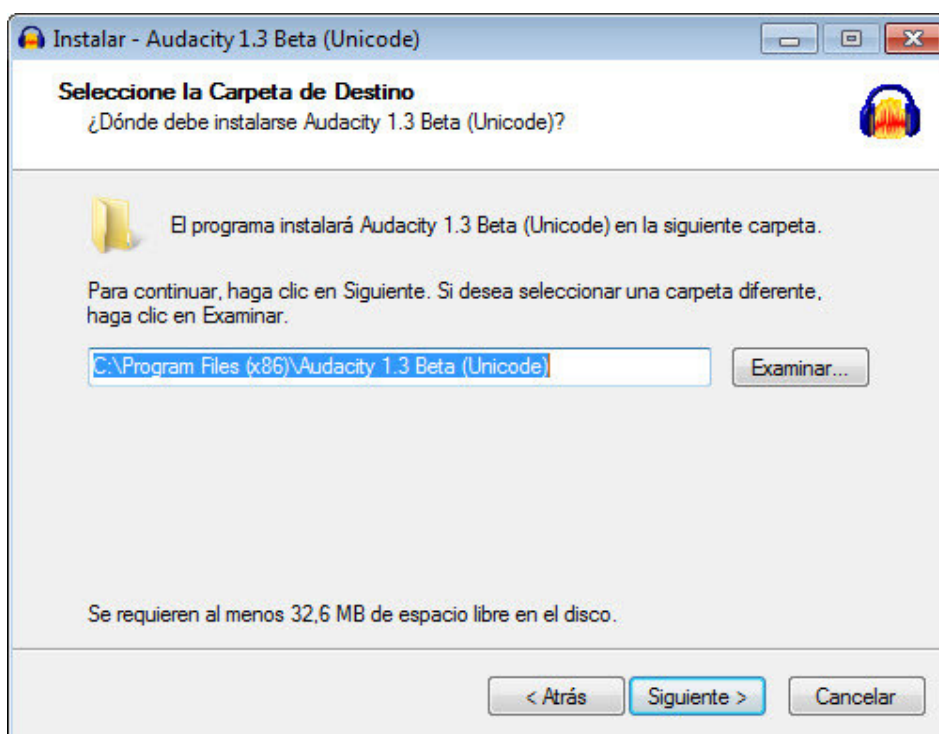 Instalar - Audacity 1.3 Beta (Unicode)
Seleccione la Carpeta de Destino
¿Dónde debe instalarse Audacity 1.3 Beta (Unicode)?
El programa instalará Audacity 1.3 Beta (Unicode) en la siguiente carpeta.
Para continuar, haga clic en Siguiente. Si desea seleccionar una carpeta diferente,
haga clic en Examinar.
C:\Program Files (x86)\Audacity 1.3 Beta (Unicode)
Examinar...
Se requieren al menos 32,6 MB de espacio libre en el disco.
< Atrás
Siguiente >
Cancelar